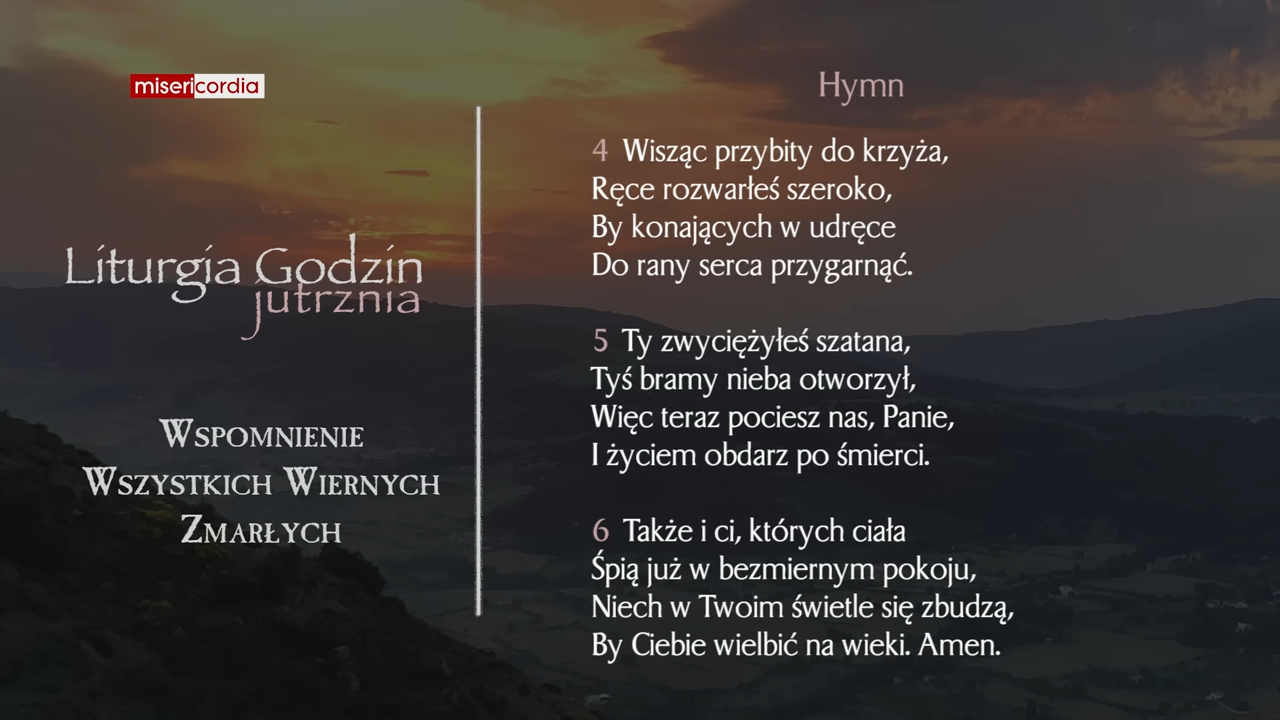 misericordia
Liturgia Godzin
jutrznia
Wspomnienie
Wszystkich Wiernych
Zmarłych
Hymn
4 Wisząc przybity do krzyża,
Ręce rozwarłeś szeroko,
By konających w udręce
Do rany serca przygarnąć.
5 Ty zwyciężyłeś szatana,
Tyś bramy nieba otworzył,
Więc teraz pociesz nas, Panie,
I życiem obdarz po śmierci.
6 Także i ci, których ciała
Śpią już w bezmiernym pokoju,
Niech w Twoim świetle się zbudzą,
By Ciebie wielbić na wieki. Amen.